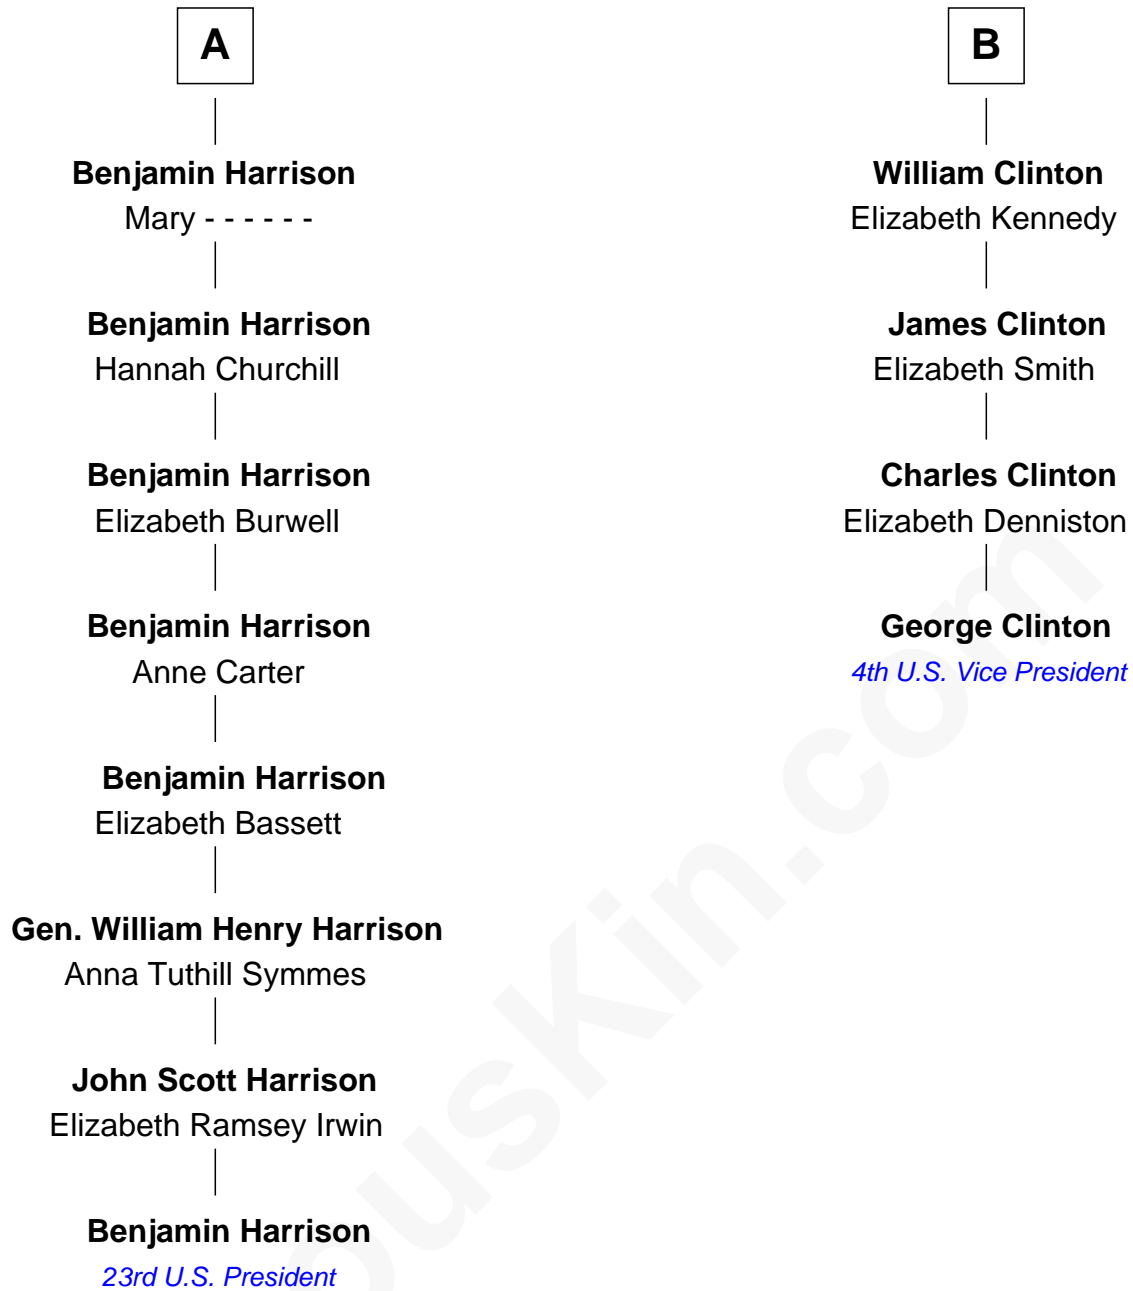 A
Benjamin Harrison
Mary - - - - - -
Benjamin Harrison
Hannah Churchill
Benjamin Harrison
Elizabeth Burwell
Benjamin Harrison
Anne Carter
Benjamin Harrison
Elizabeth Bassett
Gen. William Henry Harrison
Anna Tuthill Symmes
John Scott Harrison
Elizabeth Ramsey Irwin
Benjamin Harrison
23rd U.S. President
B
William Clinton
Elizabeth Kennedy
James Clinton
Elizabeth Smith
Charles Clinton
Elizabeth Denniston
George Clinton
4th U.S. Vice President
ousKin.com